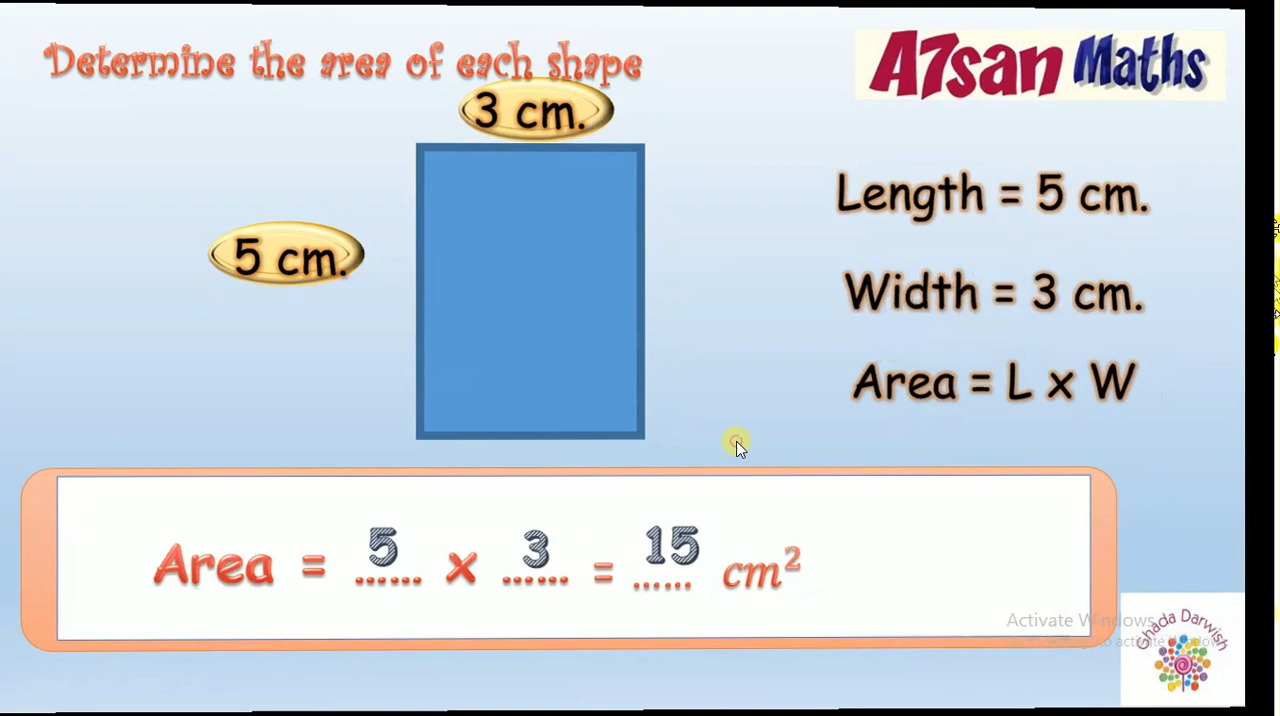 Determine the area of each shape
A7san Maths
3 cm.
5 cm.
Length = 5 cm.
Width = 3 cm.
Area = L x W
Area = 5 x 3 = 15 cm²
Activate Windows
Ghada Darwish